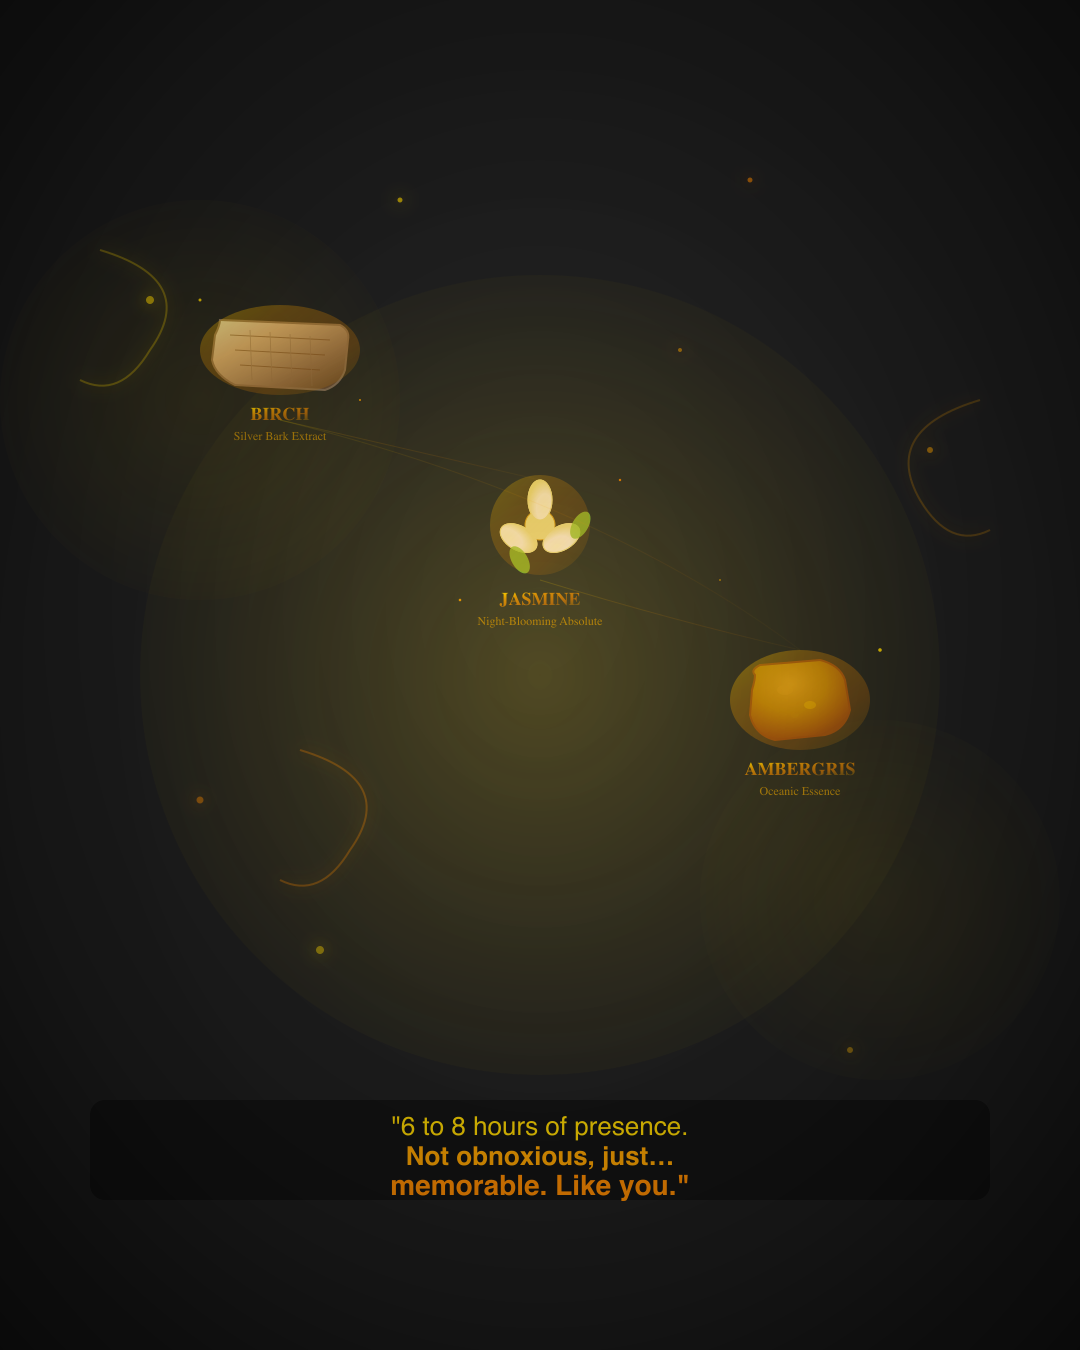 BIRCH
Silver Bark Extract
JASMINE
Night-Blooming Absolute
AMBERGRIS
Oceanic Essence
"6 to 8 hours of presence.
Not obnoxious, just...
memorable. Like you."